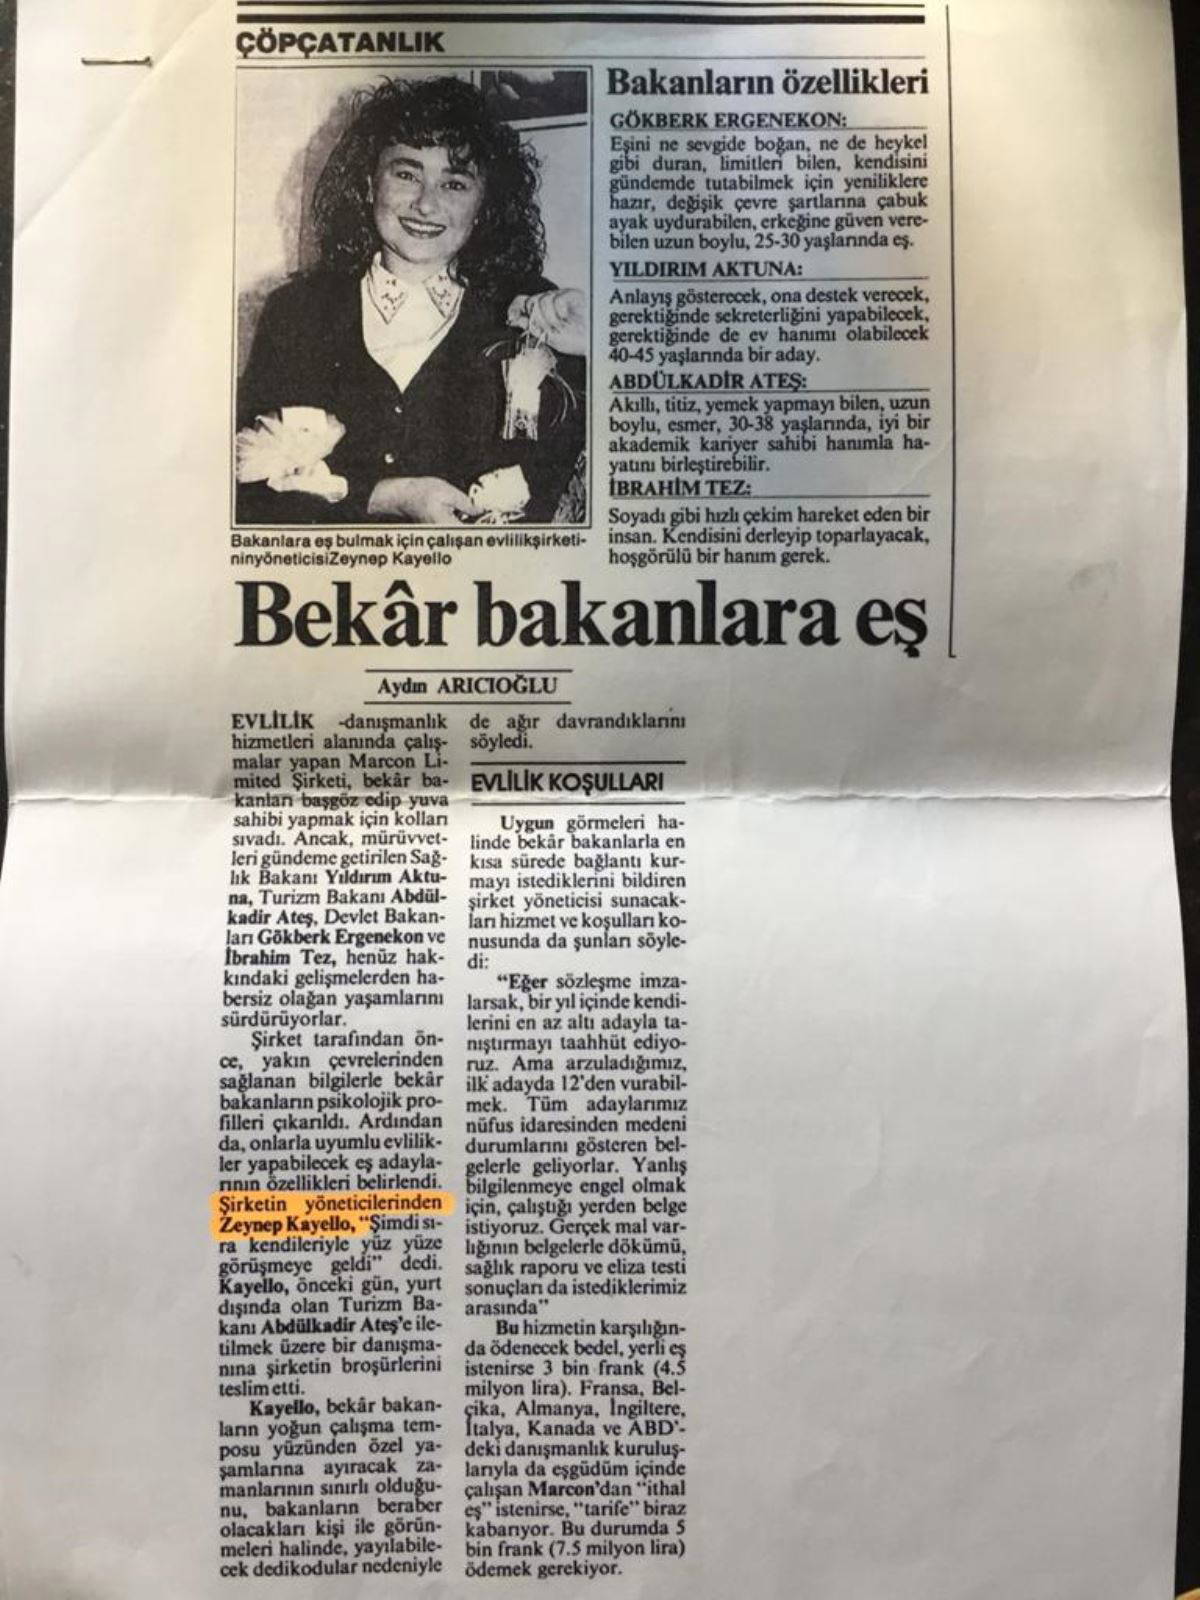 ÇÖPÇATANLIK
Bakanlara eş bulmak için çalışan evlilikşirketi-
ninyöneticisiZeynep Kayello
Bakanların özellikleri
GÖKBERK ERGENEKON:
Eşini ne sevgide boğan, ne de heykel
gibi duran, limitleri bilen, kendisini
gündemde tutabilmek için yeniliklere
hazır, değişik çevre şartlarına çabuk
ayak uydurabilen, erkeğine güven vere-
bilen uzun boylu, 25-30 yaşlarında eş.
YILDIRIM AKTUNA:
Anlayış gösterecek, ona destek verecek,
gerektiğinde sekreterliğini yapabilecek,
gerektiğinde de ev hanımı olabilecek
40-45 yaşlarında bir aday.
ABDÜLKADİR ATEŞ:
Akıllı, titiz, yemek yapmayı bilen, uzun
boylu, esmer, 30-38 yaşlarında, iyi bir
akademik kariyer sahibi hanımla ha-
yatını birleştirebilir.
İBRAHİM TEZ:
Soyadı gibi hızlı çekim hareket eden bir
insan. Kendisini derleyip toparlayacak,
hoşgörülü bir hanım gerek.
Bekâr bakanlara eş
Aydın ARICIOĞLU
EVLİLİK -danışmanlık
hizmetleri alanında çalış-
malar yapan Marcon Li-
mited Şirketi, bekâr ba-
kanları başgöz edip yuva
sahibi yapmak için kolları
sıvadı. Ancak, mürüvvet-
leri gündeme getirilen Sağ-
lık Bakanı Yıldırım Aktu-
na, Turizm Bakanı Abdül-
kadir Ateş, Devlet Bakan-
ları Gökberk Ergenekon ve
İbrahim Tez, henüz hak-
kındaki gelişmelerden ha-
bersiz olağan yaşamlarını
sürdürüyorlar.
Şirket tarafından ön-
ce, yakın çevrelerinden
sağlanan bilgilerle bekâr
bakanların psikolojik pro-
filleri çıkarıldı. Ardından
da, onlarla uyumlu evlilik-
ler yapabilecek eş adayla-
rının özellikleri belirlendi.
Şirketin yöneticilerinden
Zeynep Kayello, “Şimdi sı-
ra kendileriyle yüz yüze
görüşmeye geldi” dedi.
Kayello, önceki gün, yurt
dışında olan Turizm Ba-
kanı Abdülkadir Ateş'e ile-
tilmek üzere bir danışma-
nına şirketin broşürlerini
teslim etti.
Kayello, bekâr bakan-
ların yoğun çalışma tem-
posu yüzünden özel ya-
şamlarına ayıracak za-
manlarının sınırlı olduğu-
nu, bakanların beraber
olacakları kişi ile görün-
meleri halinde, yayılabile-
cek dedikodular nedeniyle
de ağır davrandıklarını
söyledi.
EVLİLİK KOŞULLARI
Uygun görmeleri ha-
linde bekâr bakanlarla en
kısa sürede bağlantı kur-
mayı istediklerini bildiren
şirket yöneticisi sunacak-
ları hizmet ve koşulları ko-
nusunda da şunları söyle-
di:
“Eğer sözleşme imza-
larsak, bir yıl içinde kendi-
lerini en az altı adayla ta-
nıştırmayı taahhüt ediyo-
ruz. Ama arzuladığımız,
ilk adayda 12'den vurabil-
mek. Tüm adaylarımız
nüfus idaresinden medeni
durumlarını gösteren bel-
gelerle geliyorlar. Yanlış
bilgilenmeye engel olmak
için, çalıştığı yerden belge
istiyoruz. Gerçek mal var-
lığının belgelerle dökümü,
sağlık raporu ve eliza testi
sonuçları da istediklerimiz
arasında”
Bu hizmetin karşılığın-
da ödenecek bedel, yerli eş
istenirse 3 bin frank (4.5
milyon lira). Fransa, Bel-
çika, Almanya, İngiltere,
İtalya, Kanada ve ABD'-
deki danışmanlık kuruluş-
larıyla da eşgüdüm içinde
çalışan Marcon'dan “ithal
eş” istenirse, “tarife” biraz
kabarıyor. Bu durumda 5
bin frank (7.5 milyon lira)
ödemek gerekiyor.